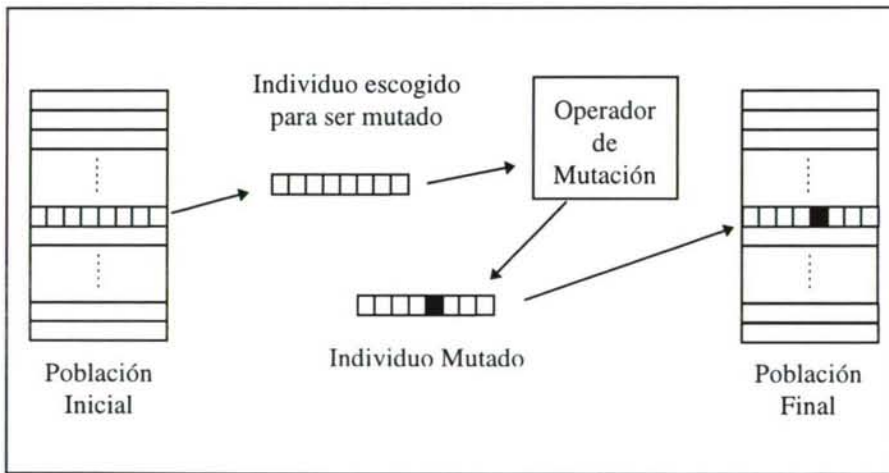 Individuo escogido
para ser mutado
Operador
de
Mutación
Individuo Mutado
Población
Inicial
Población
Final